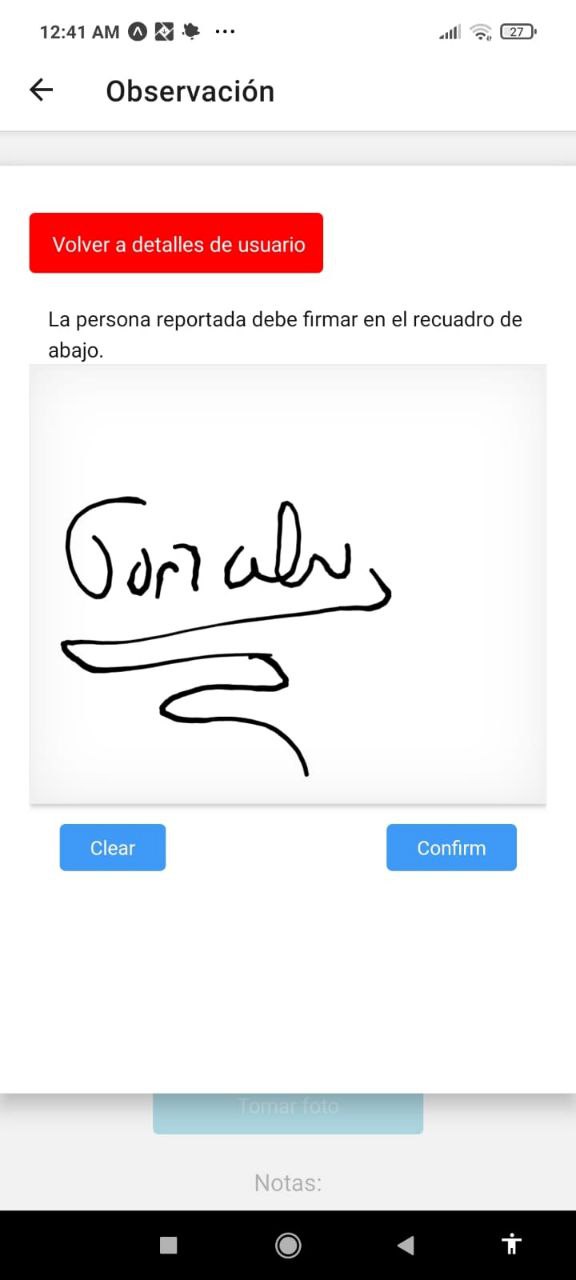 12:41 AM
27
Observación
Volver a detalles de usuario
La persona reportada debe firmar en el recuadro de
abajo.
Clear
Confirm
Tomar foto
Notas: